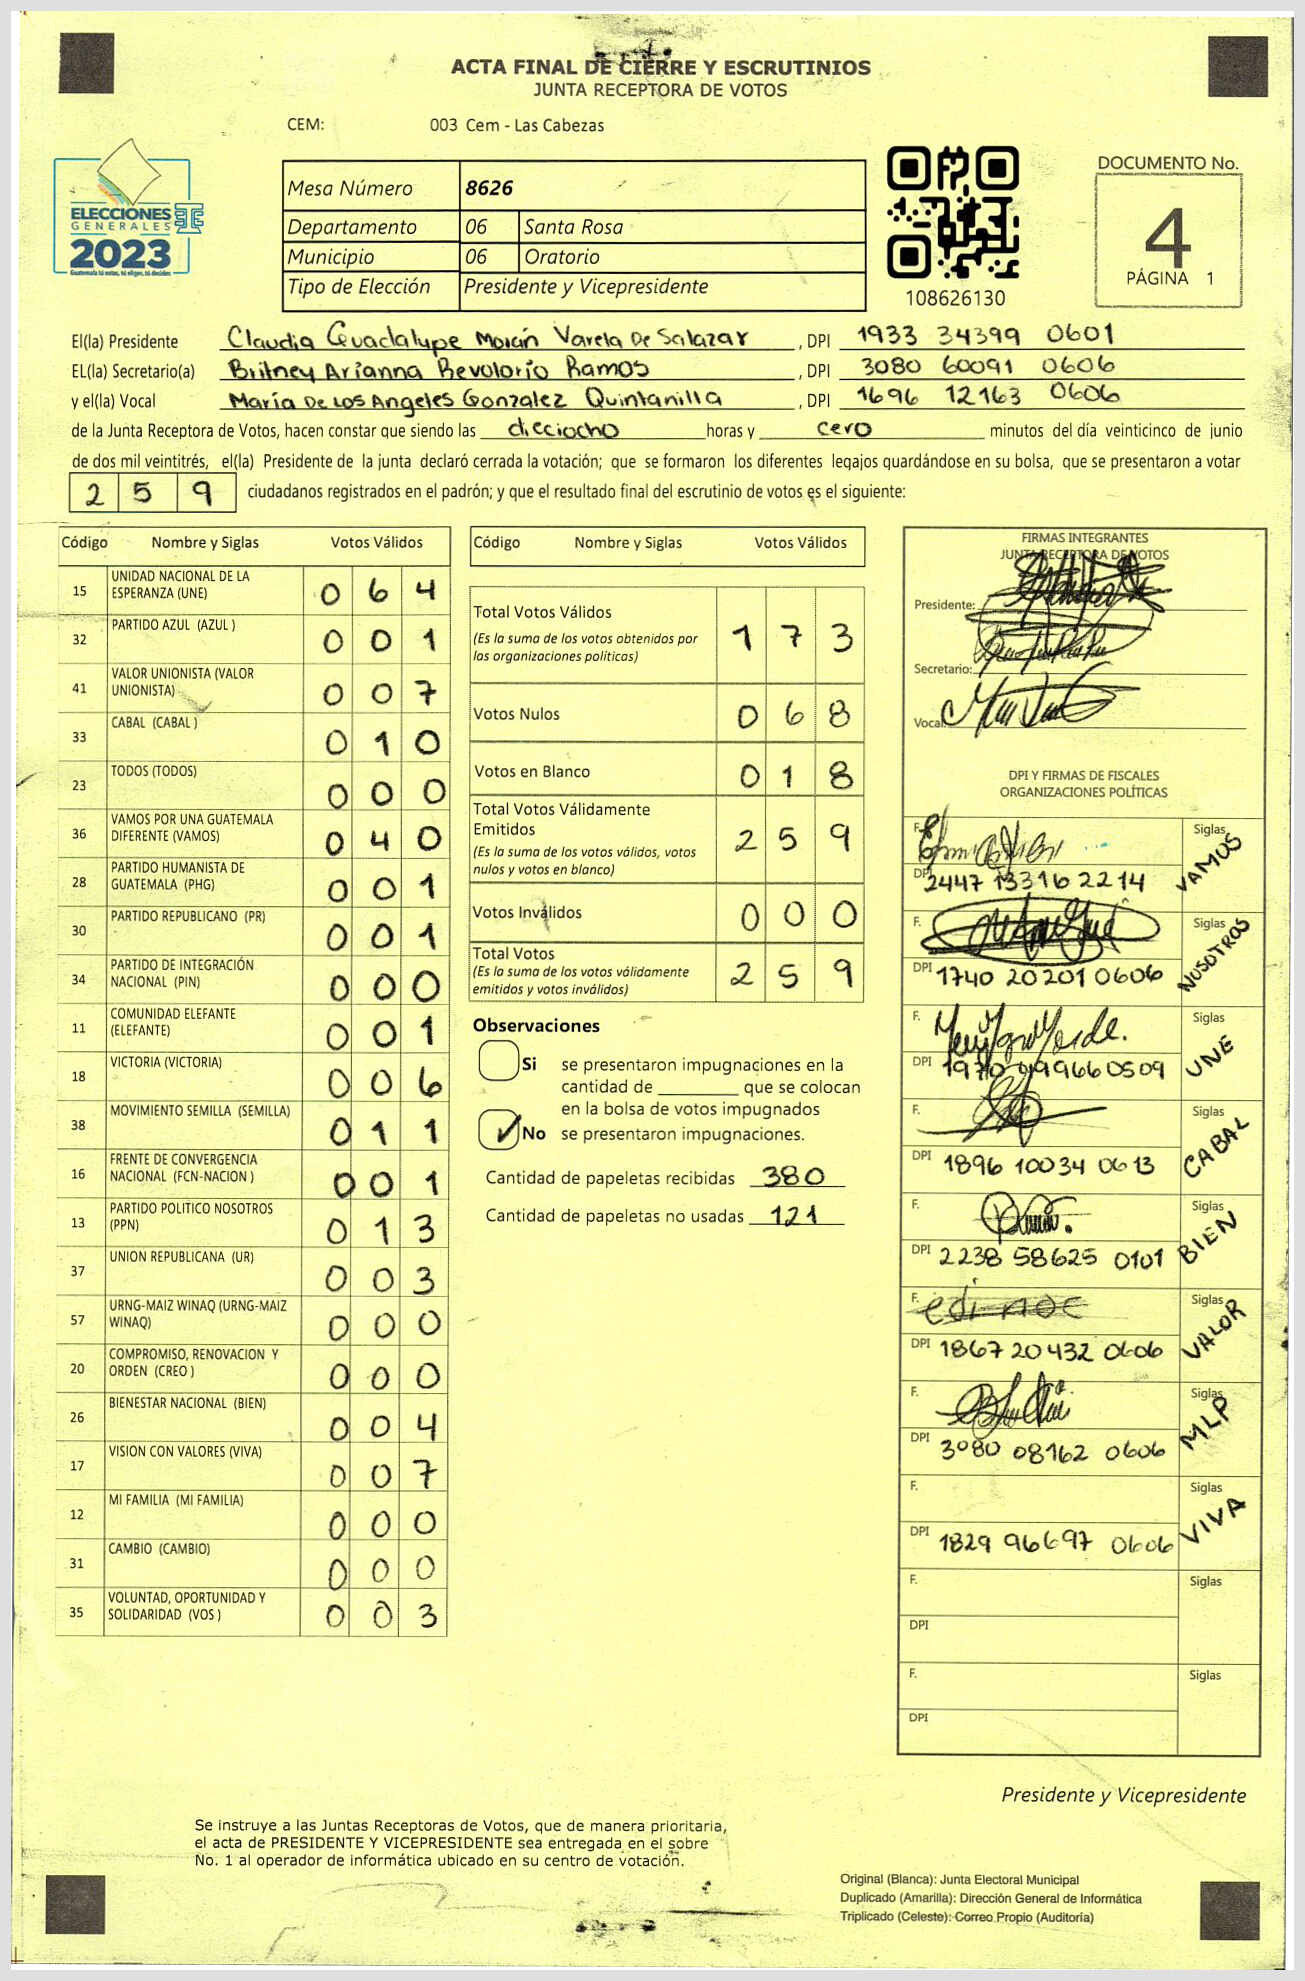 ACTA FINAL DE CIERRE Y ESCRUTINIOS
JUNTA RECEPTORA DE VOTOS
CEM: 003 Cem - Las Cabezas
ELECCIONES
GENERALES
2023
Guatemala tú votas, tú eliges, tú decides
Mesa Número 8626
Departamento 06 Santa Rosa
Municipio 06 Oratorio
Tipo de Elección Presidente y Vicepresidente
108626130
DOCUMENTO No.
4
PÁGINA 1
El(la) Presidente Claudia Guadalupe Morán Varela De Salazar , DPI 1933 34399 0601
EL(la) Secretario(a) Britney Arianna Revolorio Ramos , DPI 3080 60091 0606
y el(la) Vocal María De Los Angeles Gonzalez Quintanilla , DPI 1696 12163 0606
de la Junta Receptora de Votos, hacen constar que siendo las dieciocho horas y cero minutos del día veinticinco de junio
de dos mil veintitrés, el(la) Presidente de la junta declaró cerrada la votación; que se formaron los diferentes legajos guardándose en su bolsa, que se presentaron a votar
2 5 9 ciudadanos registrados en el padrón; y que el resultado final del escrutinio de votos es el siguiente:
Código Nombre y Siglas Votos Válidos
15 UNIDAD NACIONAL DE LA ESPERANZA (UNE) 0 6 4
32 PARTIDO AZUL (AZUL ) 0 0 1
41 VALOR UNIONISTA (VALOR UNIONISTA) 0 0 7
33 CABAL (CABAL ) 0 1 0
23 TODOS (TODOS) 0 0 0
36 VAMOS POR UNA GUATEMALA DIFERENTE (VAMOS) 0 4 0
28 PARTIDO HUMANISTA DE GUATEMALA (PHG) 0 0 1
30 PARTIDO REPUBLICANO (PR) 0 0 1
34 PARTIDO DE INTEGRACIÓN NACIONAL (PIN) 0 0 0
11 COMUNIDAD ELEFANTE (ELEFANTE) 0 0 1
18 VICTORIA (VICTORIA) 0 0 6
38 MOVIMIENTO SEMILLA (SEMILLA) 0 1 1
16 FRENTE DE CONVERGENCIA NACIONAL (FCN-NACION ) 0 0 1
13 PARTIDO POLITICO NOSOTROS (PPN) 0 1 3
37 UNION REPUBLICANA (UR) 0 0 3
57 URNG-MAIZ WINAQ (URNG-MAIZ WINAQ) 0 0 0
20 COMPROMISO, RENOVACION Y ORDEN (CREO ) 0 0 0
26 BIENESTAR NACIONAL (BIEN) 0 0 4
17 VISION CON VALORES (VIVA) 0 0 7
12 MI FAMILIA (MI FAMILIA) 0 0 0
31 CAMBIO (CAMBIO) 0 0 0
35 VOLUNTAD, OPORTUNIDAD Y SOLIDARIDAD (VOS ) 0 0 3
Código Nombre y Siglas Votos Válidos
Total Votos Válidos 1 7 3
(Es la suma de los votos obtenidos por
las organizaciones políticas)
Votos Nulos 0 6 8
Votos en Blanco 0 1 8
Total Votos Válidamente
Emitidos 2 5 9
(Es la suma de los votos válidos, votos
nulos y votos en blanco)
Votos Inválidos 0 0 0
Total Votos 2 5 9
(Es la suma de los votos válidamente
emitidos y votos inválidos)
Observaciones
Si se presentaron impugnaciones en la
cantidad de ________ que se colocan
en la bolsa de votos impugnados
✓ No se presentaron impugnaciones.
Cantidad de papeletas recibidas 380
Cantidad de papeletas no usadas 121
FIRMAS INTEGRANTES
JUNTA RECEPTORA DE VOTOS
Presidente:
Secretario:
Vocal:
DPI Y FIRMAS DE FISCALES
ORGANIZACIONES POLÍTICAS
F. Siglas VAMOS
DPI 2447 13316 2214
F. Siglas NOSOTROS
DPI 1740 20201 0606
F. Siglas UNE
DPI 1970 99966 0509
F. Siglas CABAL
DPI 1896 10034 0613
F. Siglas BIEN
DPI 2238 58625 0101
F. Siglas VALOR
DPI 1867 20432 0606
F. Siglas MLP
DPI 3080 08162 0606
F. Siglas VIVA
DPI 1829 96697 0606
F. Siglas
DPI
F. Siglas
DPI
Presidente y Vicepresidente
Se instruye a las Juntas Receptoras de Votos, que de manera prioritaria,
el acta de PRESIDENTE Y VICEPRESIDENTE sea entregada en el sobre
No. 1 al operador de informática ubicado en su centro de votación.
Original (Blanca): Junta Electoral Municipal
Duplicado (Amarilla): Dirección General de Informática
Triplicado (Celeste): Correo Propio (Auditoría)